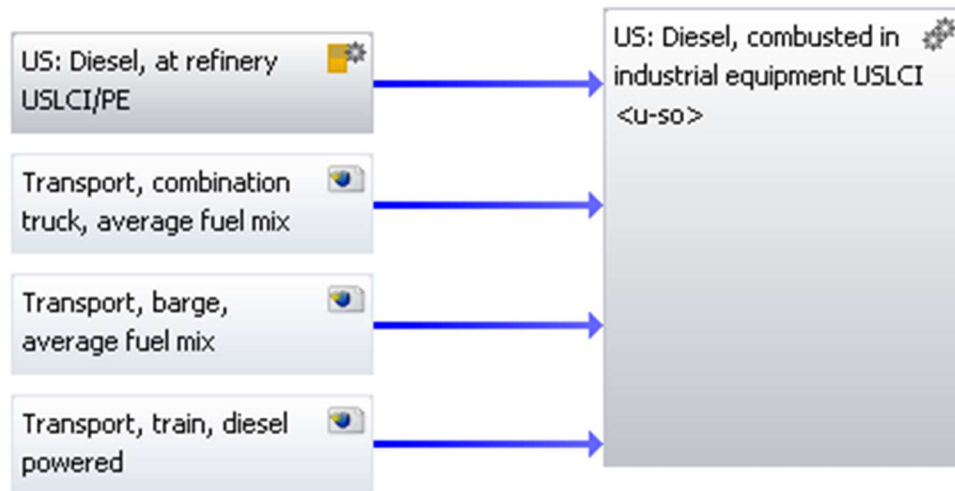 US: Diesel, at refinery
USLCI/PE
Transport, combination
truck, average fuel mix
Transport, barge,
average fuel mix
Transport, train, diesel
powered
US: Diesel, combusted in
industrial equipment USLCI
<u-so>